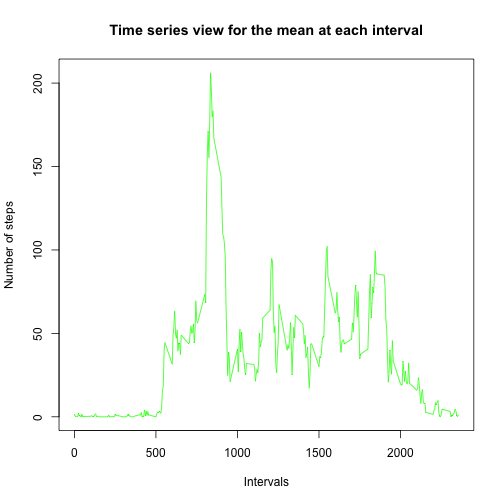 Time series view for the mean at each interval
Number of steps
200
150
100
50
0
0 500 1000 1500 2000
Intervals